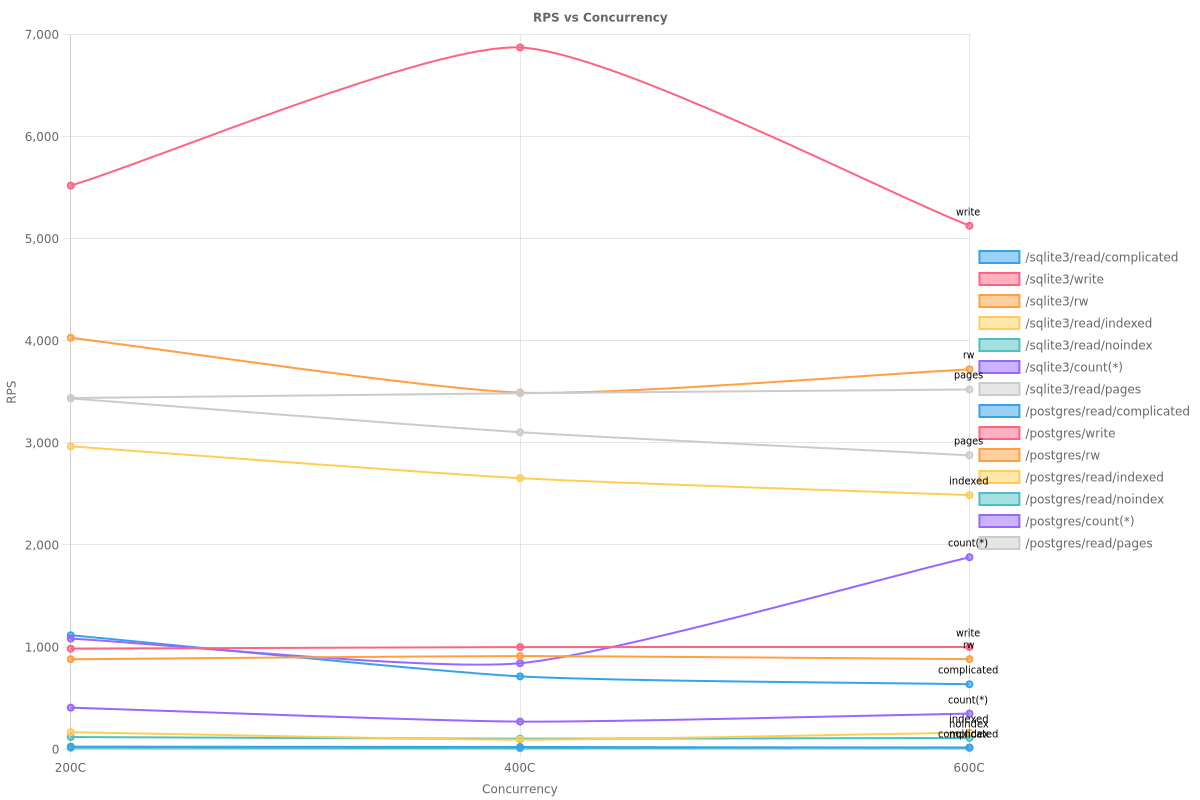 RPS vs Concurrency
7,000
6,000
5,000
4,000
3,000
2,000
1,000
0
RPS
200C
400C
600C
Concurrency
write
rw
pages
pages
indexed
count(*)
write
rw
complicated
count(*)
indexed
noindex
complicated
/sqlite3/read/complicated
/sqlite3/write
/sqlite3/rw
/sqlite3/read/indexed
/sqlite3/read/noindex
/sqlite3/count(*)
/sqlite3/read/pages
/postgres/read/complicated
/postgres/write
/postgres/rw
/postgres/read/indexed
/postgres/read/noindex
/postgres/count(*)
/postgres/read/pages